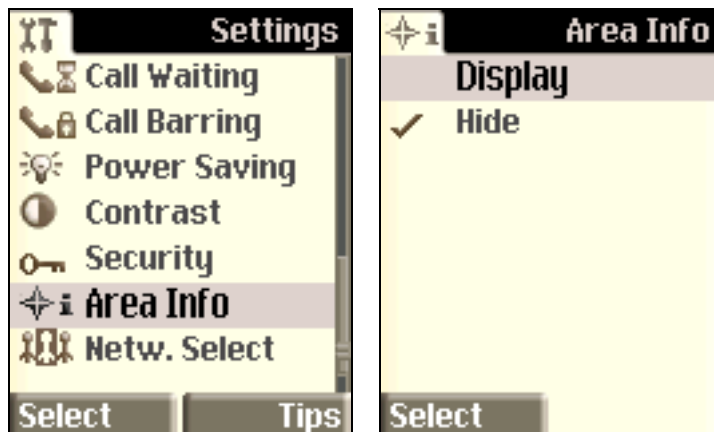 Settings
Call Waiting
Call Barring
Power Saving
Contrast
Security
i Area Info
Netw. Select
Select
Tips
i
Area Info
Display
Hide
Select